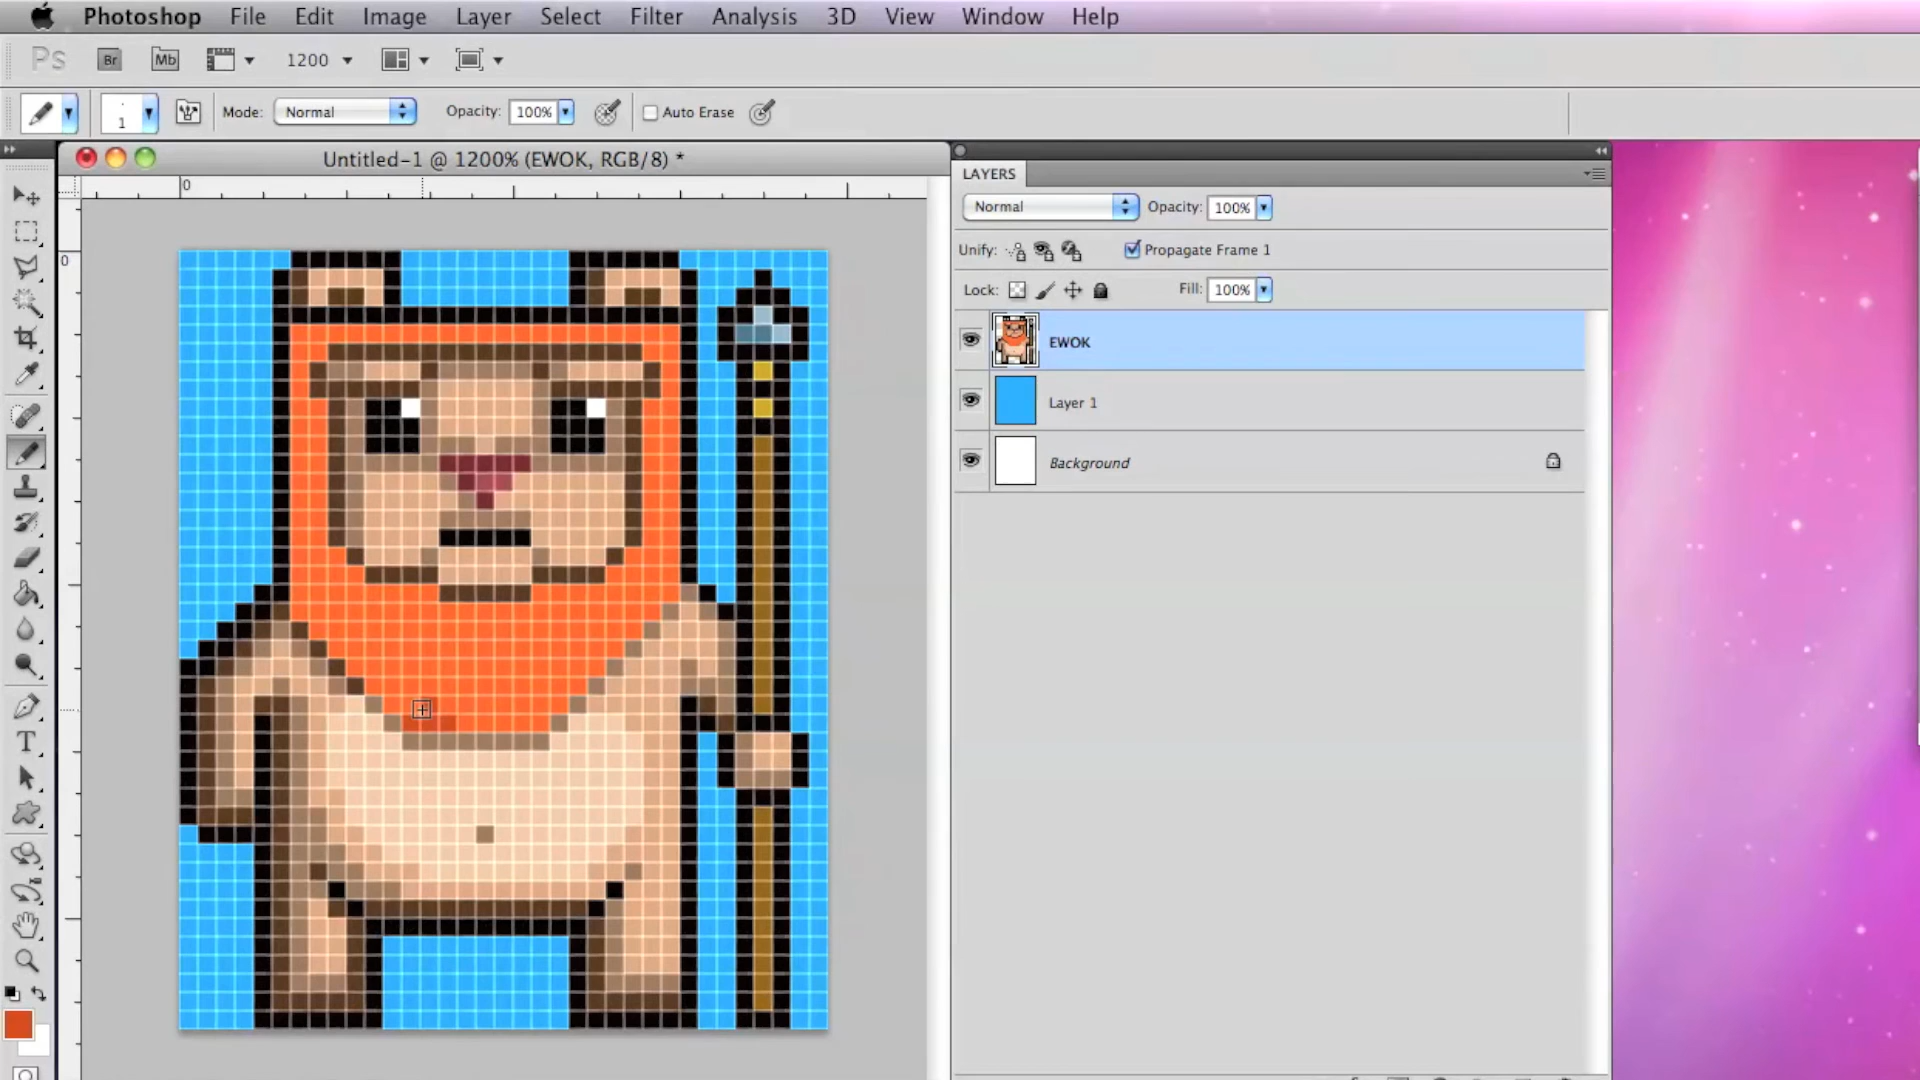 Photoshop File Edit Image Layer Select Filter Analysis 3D View Window Help
Ps Br Mb 1200
1 Mode: Normal Opacity: 100% Auto Erase
Untitled-1 @ 1200% (EWOK, RGB/8) *
0
0
LAYERS
Normal Opacity: 100%
Unify: Propagate Frame 1
Lock: Fill: 100%
EWOK
Layer 1
Background
T